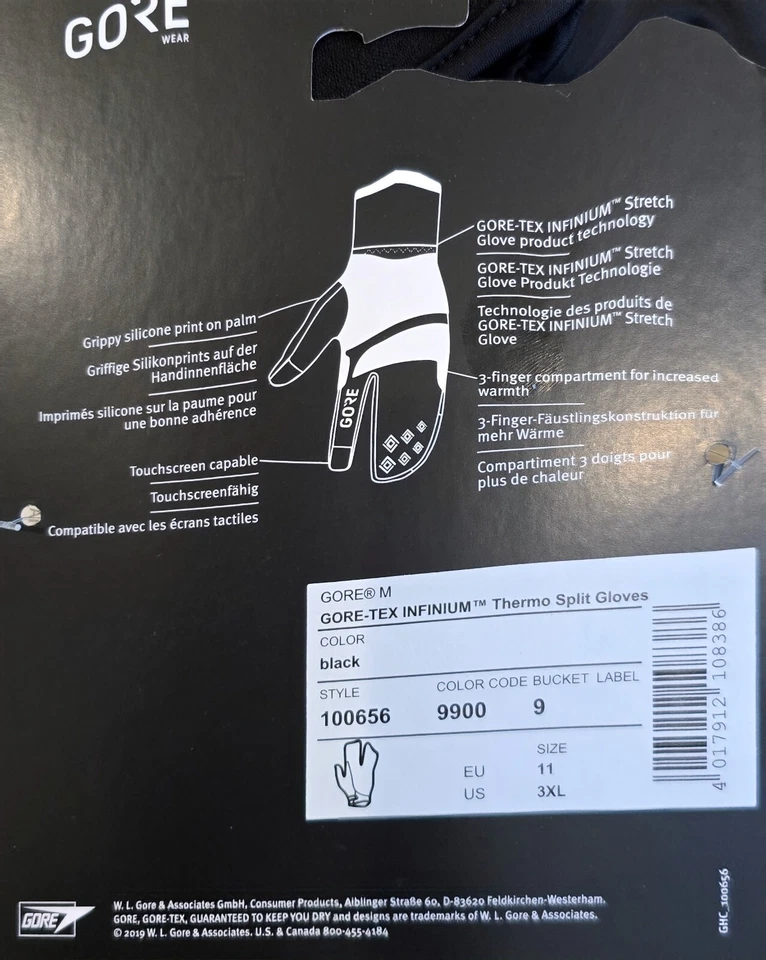 GORE
WEAR
GORE-TEX INFINIUM™ Stretch
Glove product technology
GORE-TEX INFINIUM™ Stretch
Glove Produkt Technologie
Technologie des produits de
GORE-TEX INFINIUM™ Stretch
Glove
Grippy silicone print on palm
Griffige Silikonprints auf der
Handinnenfläche
Imprimés silicone sur la paume pour
une bonne adhérence
3-finger compartment for increased
warmth
3-Finger-Fäustlingskonstruktion für
mehr Wärme
Compartiment 3 doigts pour
plus de chaleur
GORE
Touchscreen capable
Touchscreenfähig
Compatible avec les écrans tactiles
GORE® M
GORE-TEX INFINIUM™ Thermo Split Gloves
COLOR
black
STYLE COLOR CODE BUCKET LABEL
100656 9900 9
SIZE
EU 11
US 3XL
4 017912 108386
GORE
W. L. Gore & Associates GmbH, Consumer Products, Aiblinger Straße 60, D-83620 Feldkirchen-Westerham.
GORE, GORE-TEX, GUARANTEED TO KEEP YOU DRY and designs are trademarks of W. L. Gore & Associates.
© 2019 W. L. Gore & Associates. U.S. & Canada 800-455-4184
GHC_100656